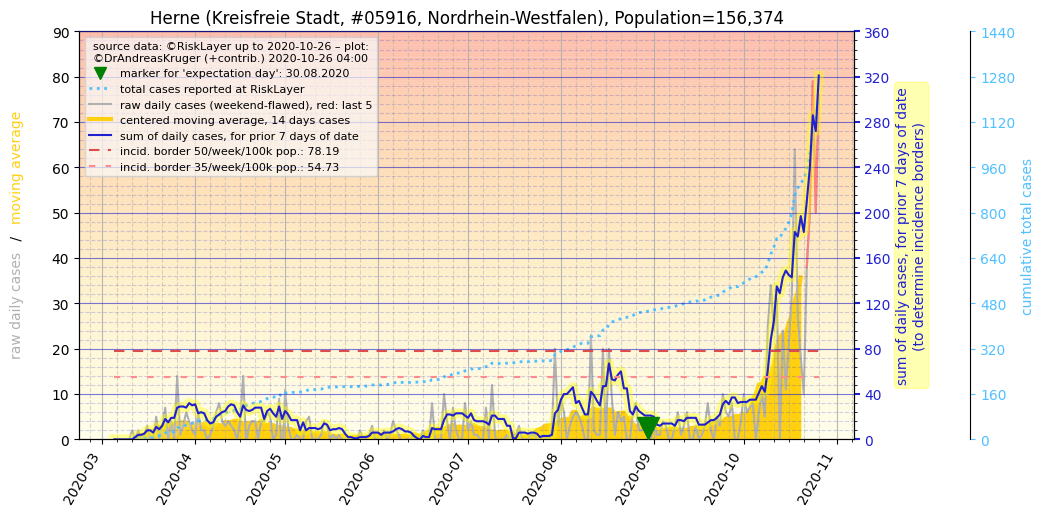 Herne (Kreisfreie Stadt, #05916, Nordrhein-Westfalen), Population=156,374
source data: ©RiskLayer up to 2020-10-26 – plot:
©DrAndreasKruger (+contrib.) 2020-10-26 04:00
marker for 'expectation day': 30.08.2020
total cases reported at RiskLayer
raw daily cases (weekend-flawed), red: last 5
centered moving average, 14 days cases
sum of daily cases, for prior 7 days of date
incid. border 50/week/100k pop.: 78.19
incid. border 35/week/100k pop.: 54.73
raw daily cases / moving average
90
80
70
60
50
40
30
20
10
0
360
320
280
240
200
160
120
80
40
0
sum of daily cases, for prior 7 days of date
(to determine incidence borders)
1440
1280
1120
960
800
640
480
320
160
0
cumulative total cases
2020-03
2020-04
2020-05
2020-06
2020-07
2020-08
2020-09
2020-10
2020-11